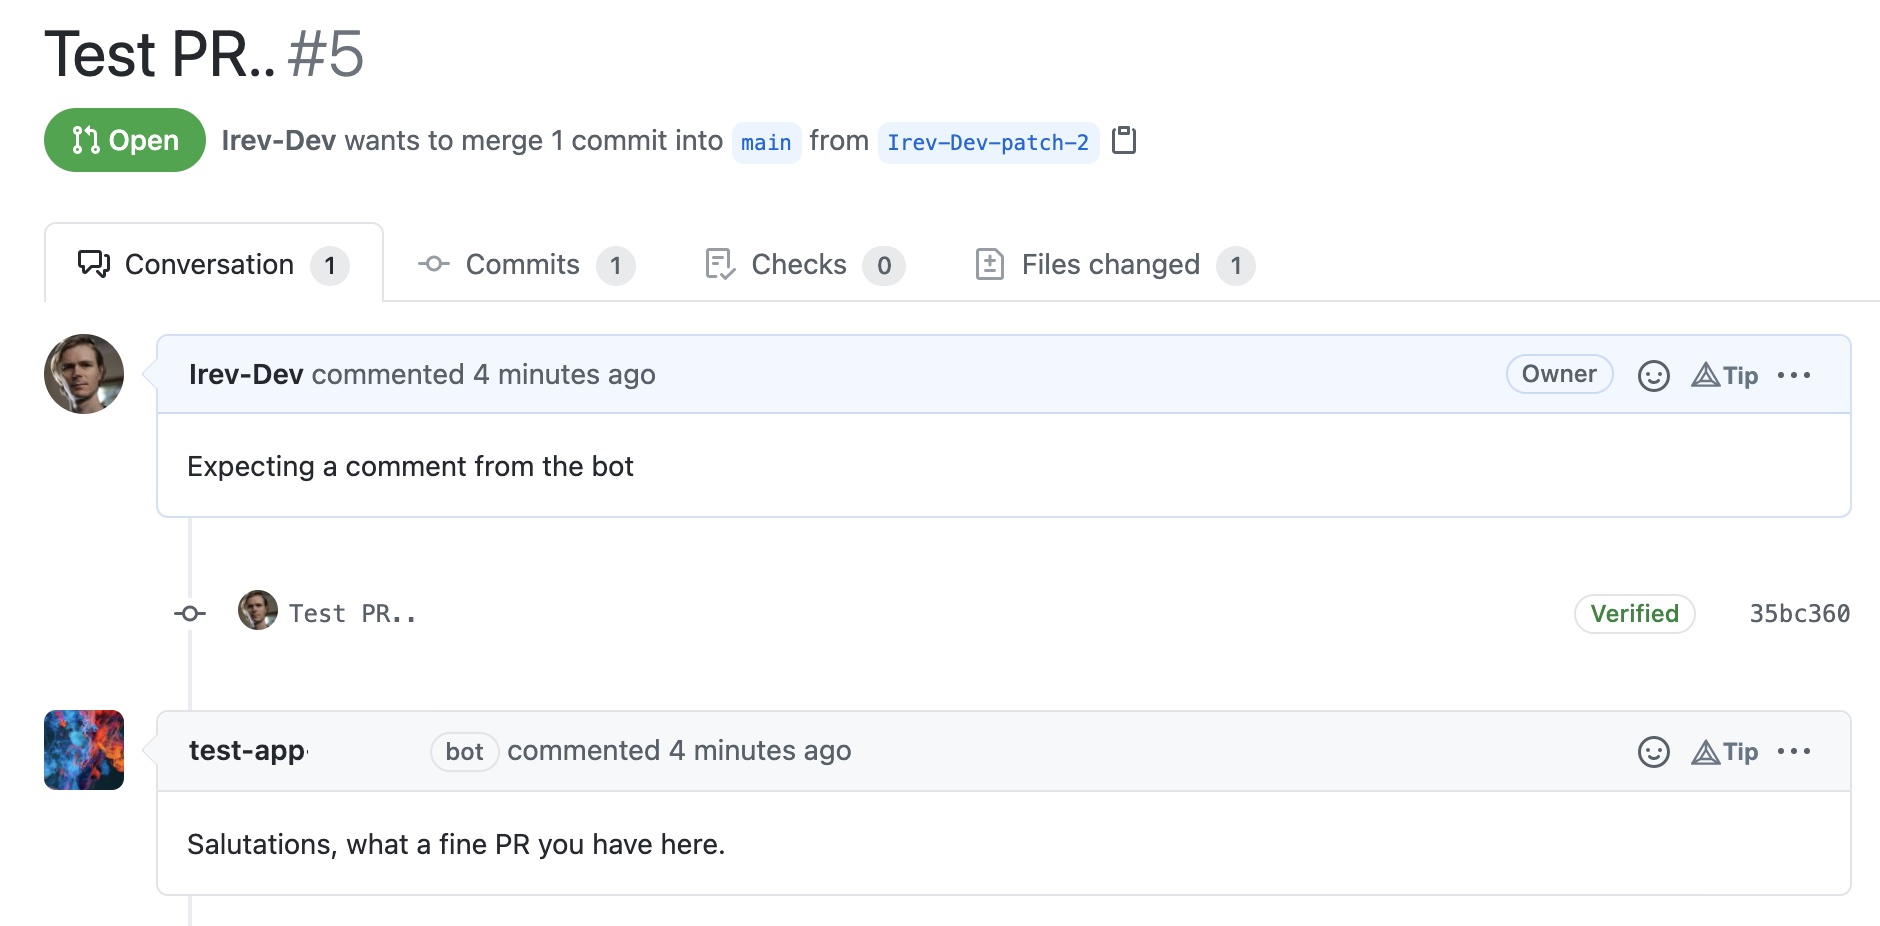 Test PR.. #5
Open Irev-Dev wants to merge 1 commit into main from Irev-Dev-patch-2
Conversation 1 Commits 1 Checks 0 Files changed 1
Irev-Dev commented 4 minutes ago Owner Tip
Expecting a comment from the bot
Test PR.. Verified 35bc360
test-app bot commented 4 minutes ago Tip
Salutations, what a fine PR you have here.